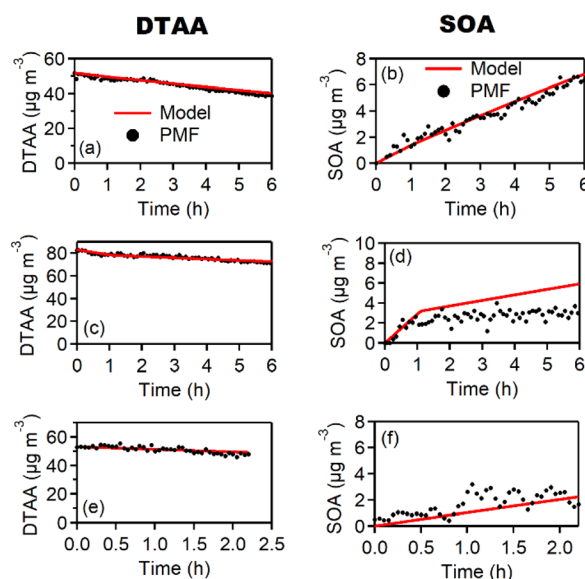 DTAA SOA
60
40
20
0
DTAA (µg m⁻³)
Model
PMF
(a)
0 2 4 6
Time (h)
8
6
4
2
0
SOA (µg m⁻³)
(b)
Model
PMF
0 1 2 3 4 5 6
Time (h)
80
60
40
20
0
DTAA (µg m⁻³)
(c)
0 1 2 3 4 5 6
Time (h)
10
8
6
4
2
0
SOA (µg m⁻³)
(d)
0 1 2 3 4 5 6
Time (h)
60
40
20
0
DTAA (µg m⁻³)
(e)
0.0 0.5 1.0 1.5 2.0 2.5
Time (h)
8
6
4
2
0
SOA (µg m⁻³)
(f)
0.0 0.5 1.0 1.5 2.0
Time (h)